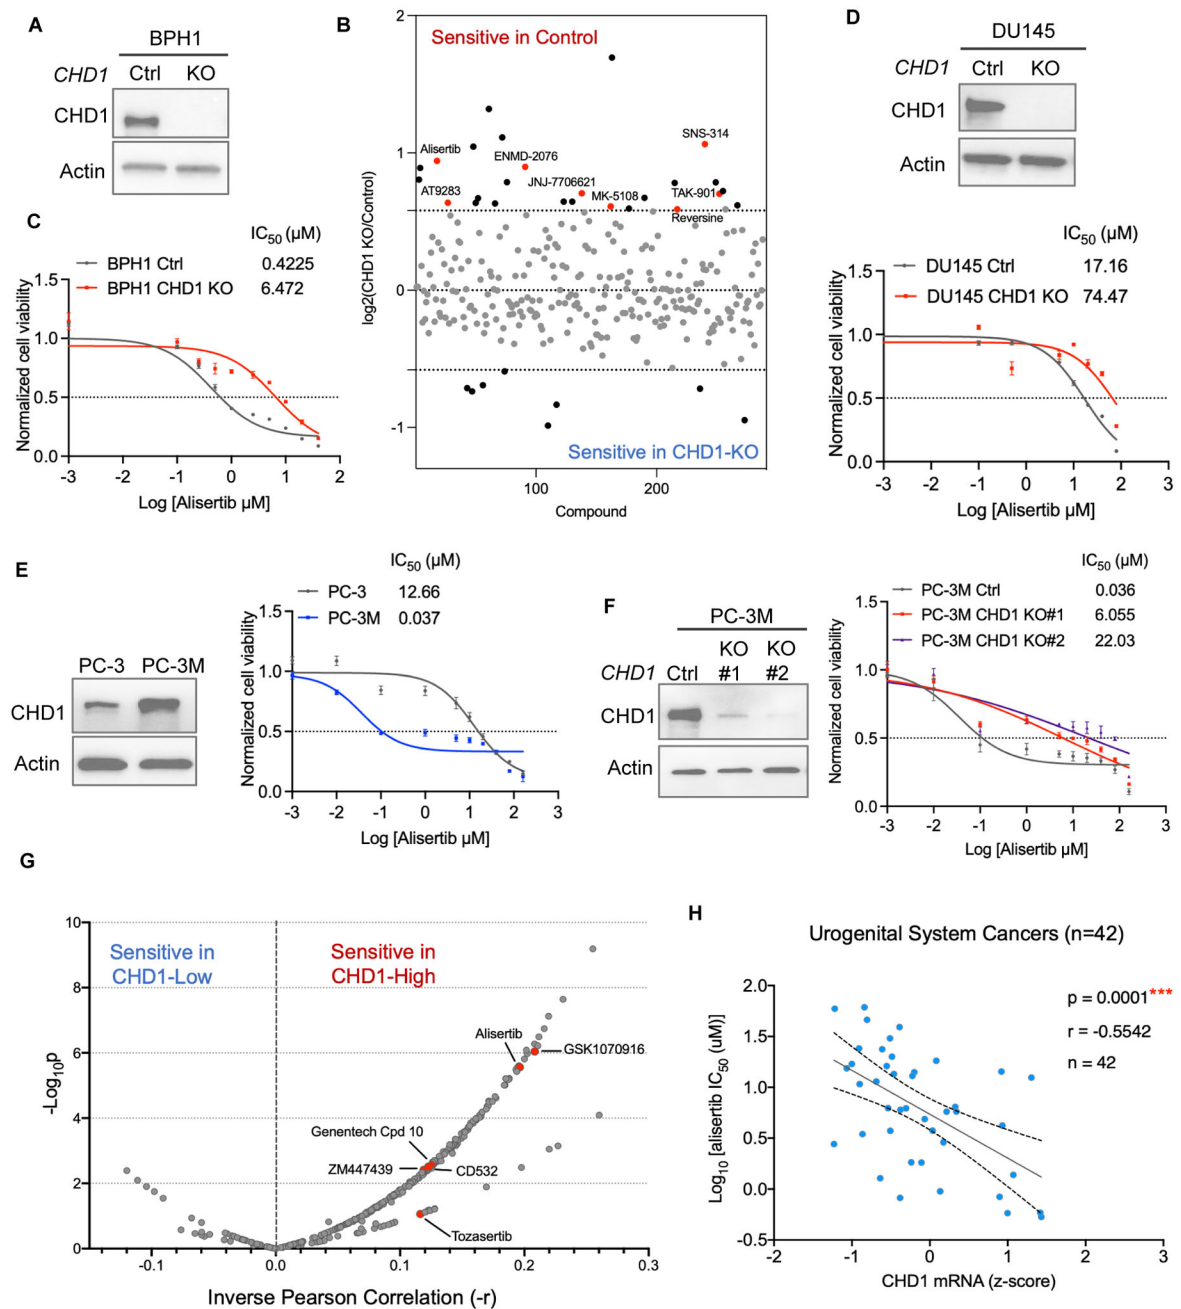 A
BPH1
CHD1 Ctrl KO
CHD1
Actin
B
Sensitive in Control
2
1
0
-1
log2(CHD1 KO/Control)
Alisertib
AT9283
ENMD-2076
JNJ-7706621
MK-5108
SNS-314
TAK-901
Reversine
Sensitive in CHD1-KO
100 200
Compound
C
IC50 (µM)
BPH1 Ctrl 0.4225
BPH1 CHD1 KO 6.472
Normalized cell viability
1.5
1.0
0.5
0.0
-3 -2 -1 0 1 2
Log [Alisertib µM]
D
DU145
CHD1 Ctrl KO
CHD1
Actin
IC50 (µM)
DU145 Ctrl 17.16
DU145 CHD1 KO 74.47
Normalized cell viability
1.5
1.0
0.5
0.0
-3 -2 -1 0 1 2 3
Log [Alisertib µM]
E
PC-3 PC-3M
CHD1
Actin
IC50 (µM)
PC-3 12.66
PC-3M 0.037
Normalized cell viability
1.5
1.0
0.5
0.0
-3 -2 -1 0 1 2 3
Log [Alisertib µM]
F
PC-3M
KO KO
CHD1 Ctrl #1 #2
CHD1
Actin
IC50 (µM)
PC-3M Ctrl 0.036
PC-3M CHD1 KO#1 6.055
PC-3M CHD1 KO#2 22.03
Normalized cell viability
1.5
1.0
0.5
0.0
-3 -2 -1 0 1 2 3
Log [Alisertib µM]
G
Sensitive in
CHD1-Low
Sensitive in
CHD1-High
10
8
6
4
2
0
-Log10p
Alisertib
GSK1070916
Genentech Cpd 10
ZM447439
CD532
Tozasertib
-0.1 0.0 0.1 0.2 0.3
Inverse Pearson Correlation (-r)
H
Urogenital System Cancers (n=42)
p = 0.0001***
r = -0.5542
n = 42
Log10 [alisertib IC50 (uM)]
2.0
1.5
1.0
0.5
0.0
-0.5
-2 -1 0 1 2 3
CHD1 mRNA (z-score)